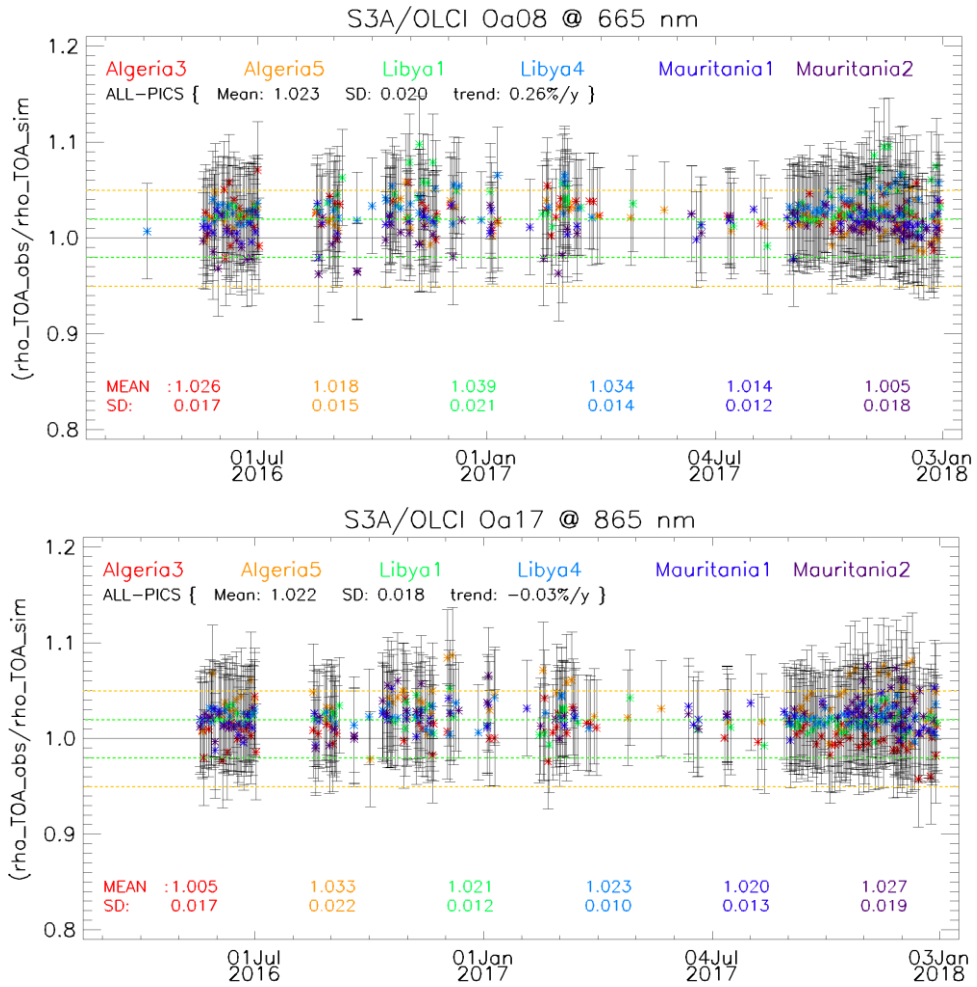 S3A/OLCI Oa08 @ 665 nm
Algeria3 Algeria5 Libya1 Libya4 Mauritania1 Mauritania2
ALL-PICS { Mean: 1.023 SD: 0.020 trend: 0.26%/y }
(rho_TOA_obs/rho_TOA_sim
1.2
1.1
1.0
0.9
0.8
MEAN :1.026 1.018 1.039 1.034 1.014 1.005
SD: 0.017 0.015 0.021 0.014 0.012 0.018
01Jul 01Jan 04Jul 03Jan
2016 2017 2017 2018
S3A/OLCI Oa17 @ 865 nm
Algeria3 Algeria5 Libya1 Libya4 Mauritania1 Mauritania2
ALL-PICS { Mean: 1.022 SD: 0.018 trend: -0.03%/y }
(rho_TOA_obs/rho_TOA_sim
1.2
1.1
1.0
0.9
0.8
MEAN :1.005 1.033 1.021 1.023 1.020 1.027
SD: 0.017 0.022 0.012 0.010 0.013 0.019
01Jul 01Jan 04Jul 03Jan
2016 2017 2017 2018